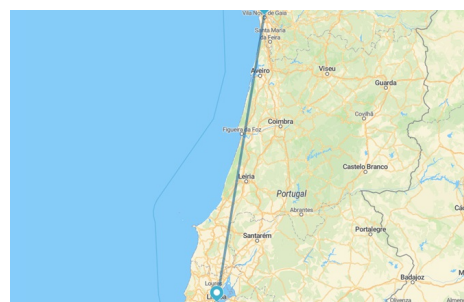 Vila Nova de Gaia
Santa Maria
da Feira
Aveiro
Viseu
Guarda
Covilhã
Coimbra
Figueira da Foz
Castelo Branco
Leiria
Portugal
Abrantes
Portalegre
Santarém
Badajoz
Loures
Olivenza